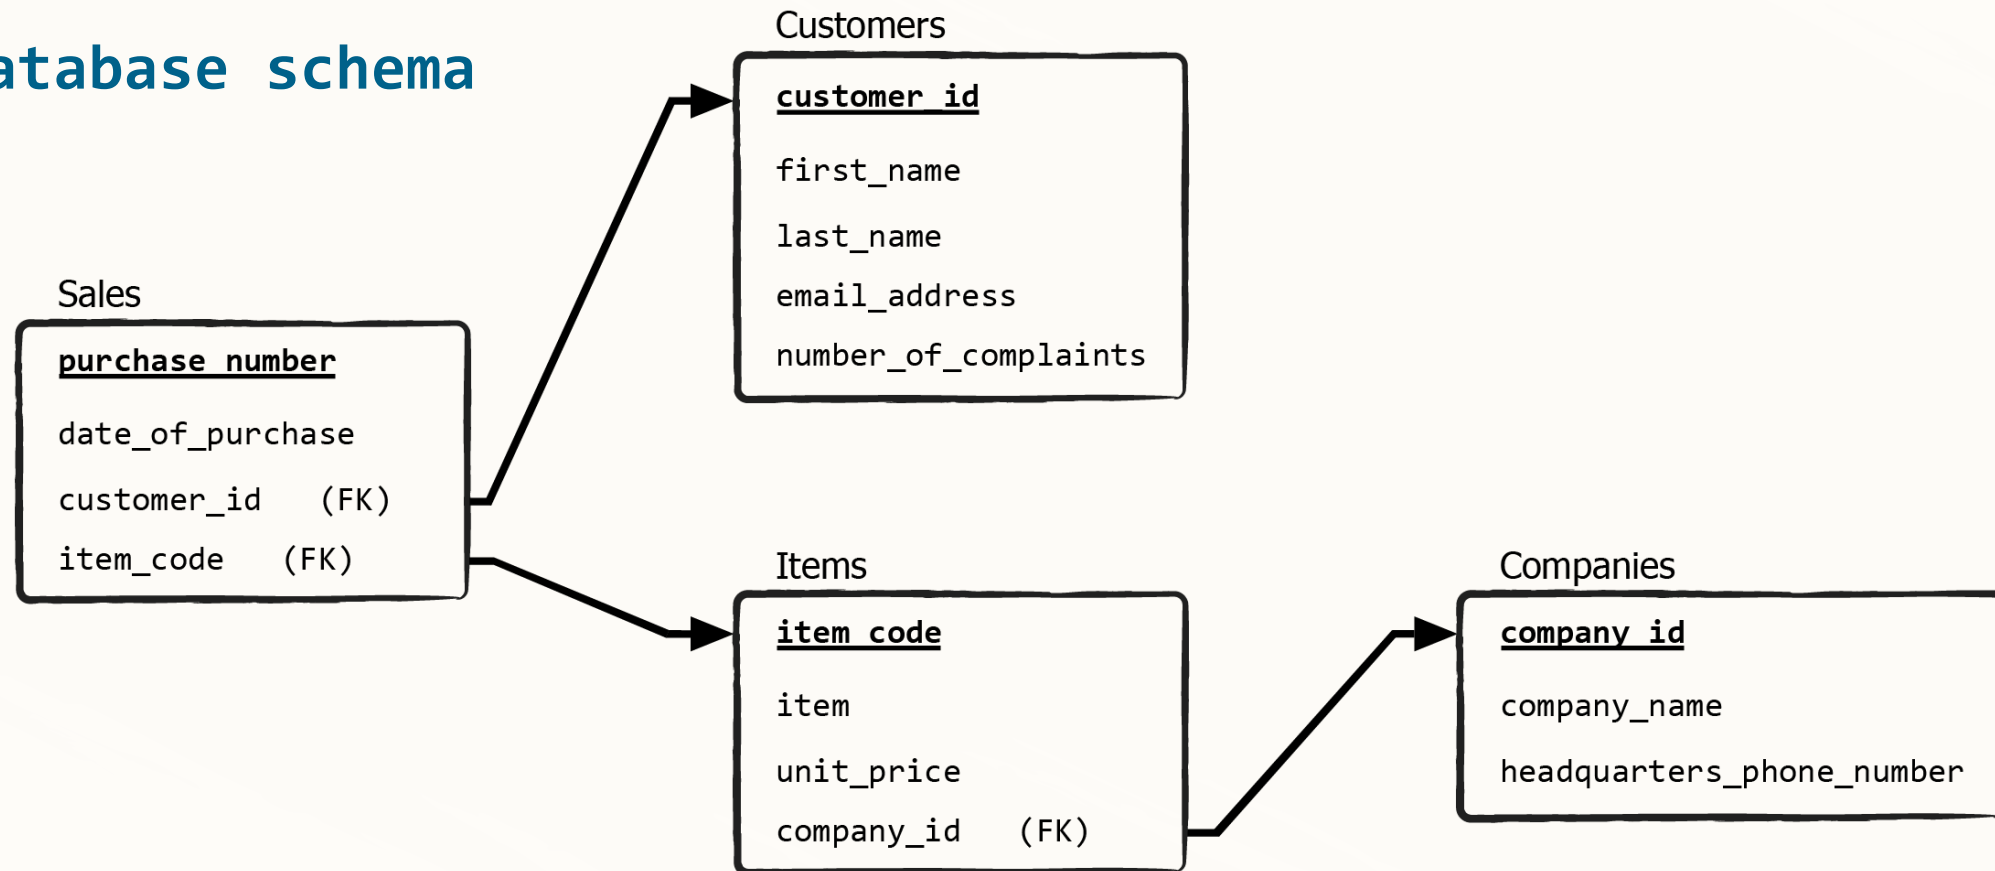 atabase schema
Customers
customer_id
first_name
last_name
email_address
number_of_complaints
Sales
purchase_number
date_of_purchase
customer_id (FK)
item_code (FK)
Items
item_code
item
unit_price
company_id (FK)
Companies
company_id
company_name
headquarters_phone_number